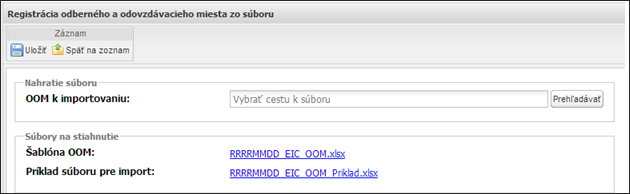 Registrácia odberného a odovzdávacieho miesta zo súboru
Záznam
Uložiť Späť na zoznam
Nahratie súboru
OOM k importovaniu: Vybrať cestu k súboru Prehľadávať
Súbory na stiahnutie
Šablóna OOM: RRRRMMDD_EIC_OOM.xlsx
Príklad súboru pre import: RRRRMMDD_EIC_OOM_Priklad.xlsx